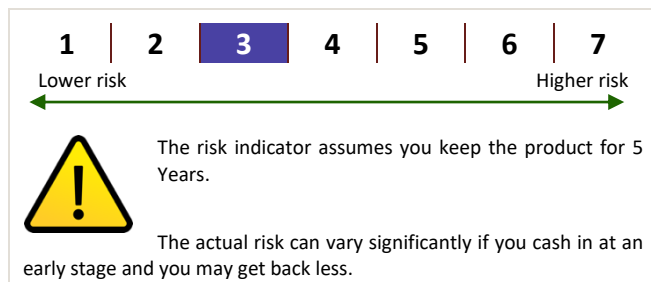 1 2 3 4 5 6 7
Lower risk Higher risk
The risk indicator assumes you keep the product for 5
Years.
The actual risk can vary significantly if you cash in at an
early stage and you may get back less.